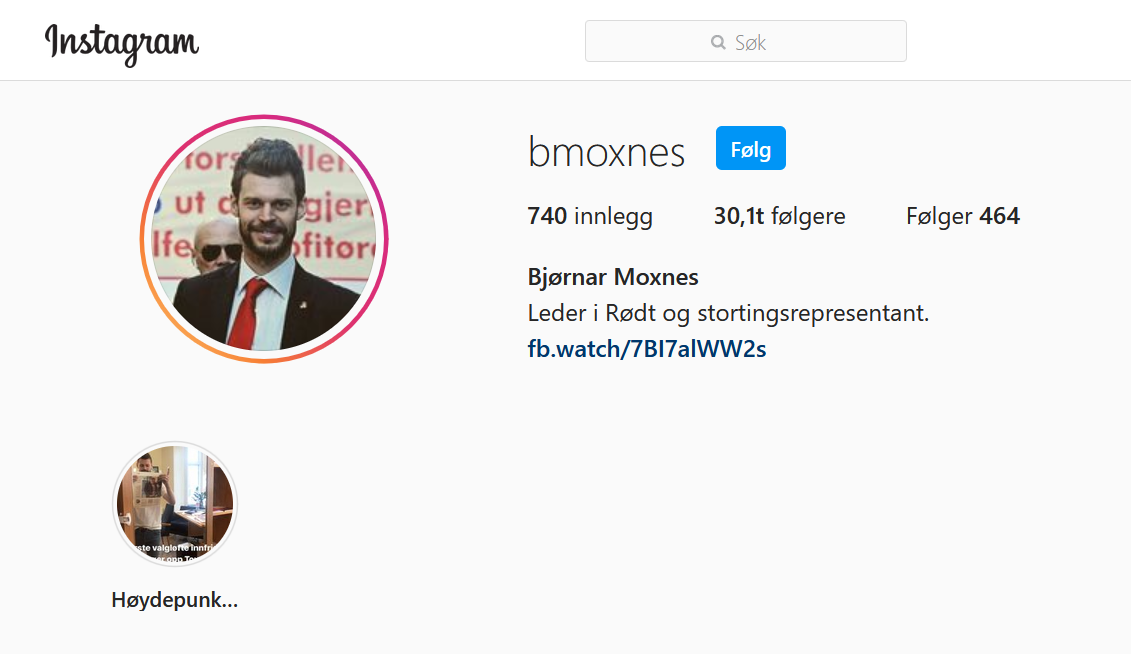 Instagram
Søk
bmoxnes
Følg
740 innlegg 30,1t følgere Følger 464
Bjørnar Moxnes
Leder i Rødt og stortingsrepresentant.
fb.watch/7BI7alWW2s
ut
Høydepunk...